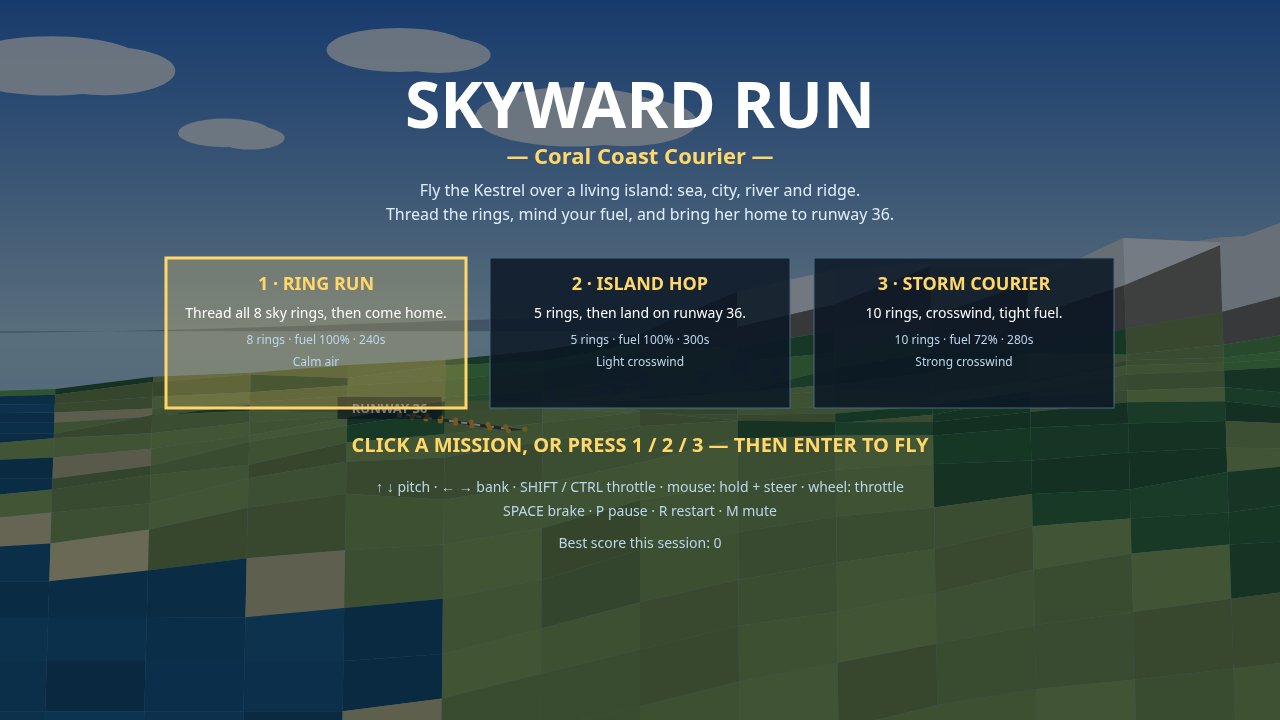 SKYWARD RUN
— Coral Coast Courier —
Fly the Kestrel over a living island: sea, city, river and ridge.
Thread the rings, mind your fuel, and bring her home to runway 36.
1 · RING RUN
Thread all 8 sky rings, then come home.
8 rings · fuel 100% · 240s
Calm air
2 · ISLAND HOP
5 rings, then land on runway 36.
5 rings · fuel 100% · 300s
Light crosswind
3 · STORM COURIER
10 rings, crosswind, tight fuel.
10 rings · fuel 72% · 280s
Strong crosswind
RUNWAY 36
CLICK A MISSION, OR PRESS 1 / 2 / 3 — THEN ENTER TO FLY
↑ ↓ pitch · ← → bank · SHIFT / CTRL throttle · mouse: hold + steer · wheel: throttle
SPACE brake · P pause · R restart · M mute
Best score this session: 0